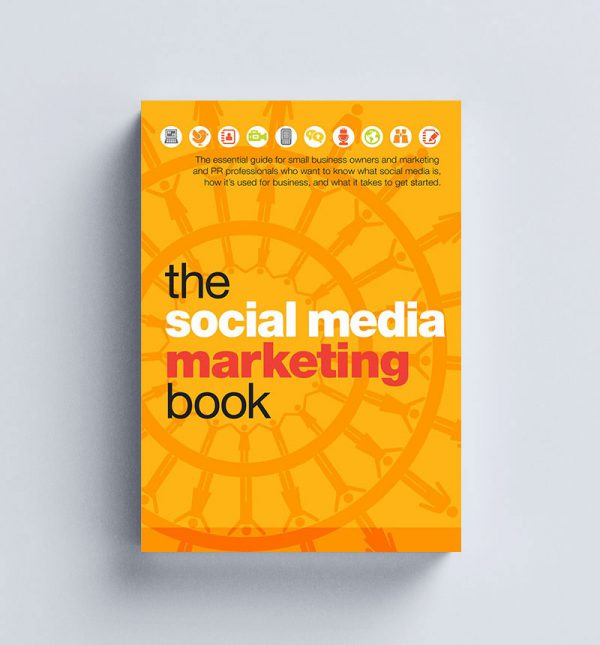 The essential guide for small business owners and marketing
and PR professionals who want to know what social media is,
how it's used for business, and what it takes to get started.
the
social media
marketing
book